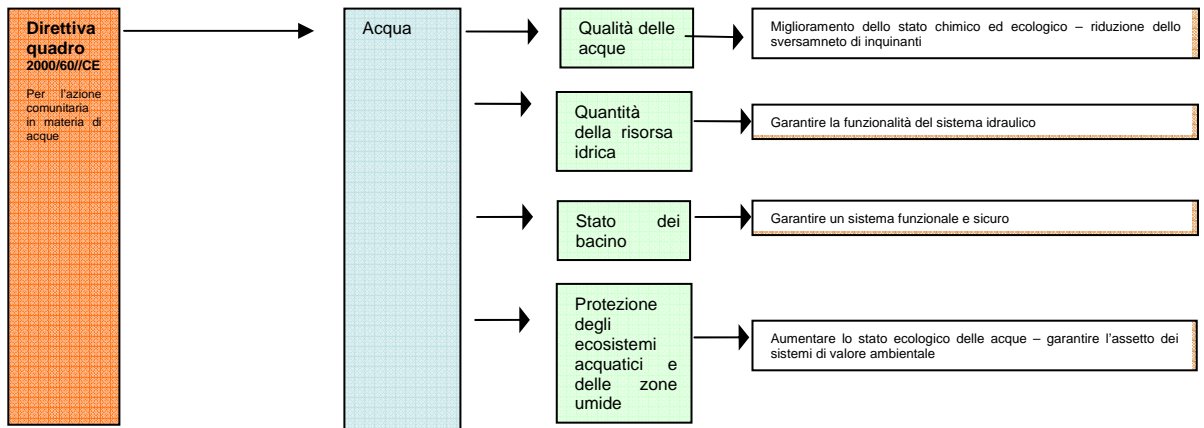 Direttiva
quadro
2000/60//CE
Per l'azione
comunitaria
in materia di
acque
Acqua
Qualità delle
acque
Miglioramento dello stato chimico ed ecologico – riduzione dello
sversamneto di inquinanti
Quantità
della risorsa
idrica
Garantire la funzionalità del sistema idraulico
Stato dei
bacino
Garantire un sistema funzionale e sicuro
Protezione
degli
ecosistemi
acquatici e
delle zone
umide
Aumentare lo stato ecologico delle acque – garantire l'assetto dei
sistemi di valore ambientale